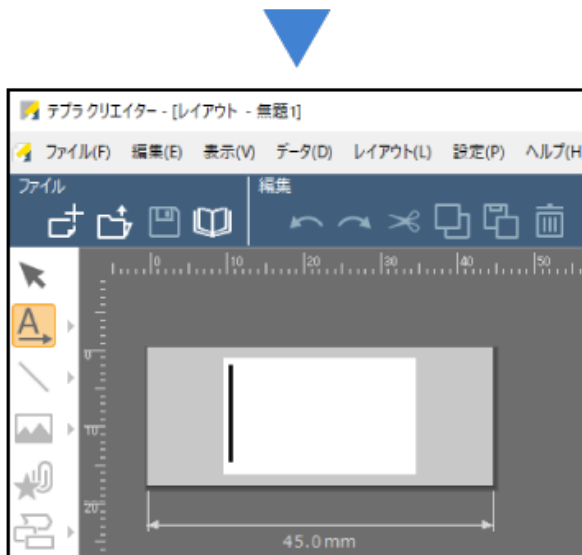 テプラ クリエイター - [レイアウト - 無題1]
ファイル(F) 編集(E) 表示(V) データ(D) レイアウト(L) 設定(P) ヘルプ(H
ファイル 編集
0 10 20 30 40 50
A
0
10
20
45.0mm